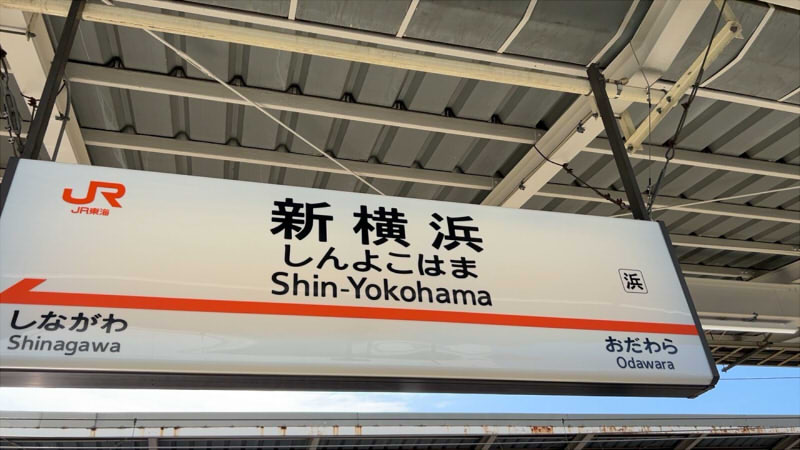 JR
JR東海
新横浜
しんよこはま
Shin-Yokohama
浜
しながわ
Shinagawa
おだわら
Odawara